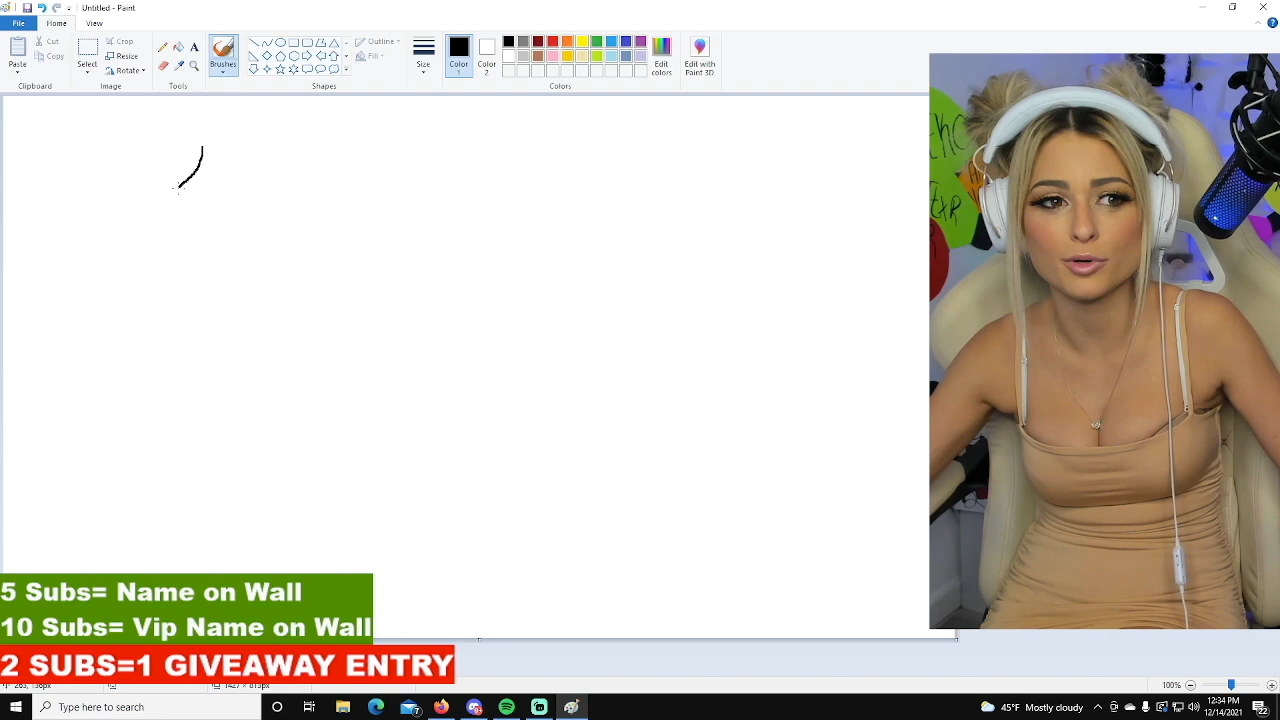 Untitled - Paint
File Home View
Paste
Cut
Copy
Clipboard
Select
Crop
Resize
Rotate
Image
Tools
Brushes
Outline
Fill
Shapes
Size
Color 1
Color 2
Edit colors
Colors
Edit with Paint 3D
5 Subs= Name on Wall
10 Subs= Vip Name on Wall
2 SUBS=1 GIVEAWAY ENTRY
100%
Type here to search
7
45°F Mostly cloudy
12:34 PM
12/14/2021